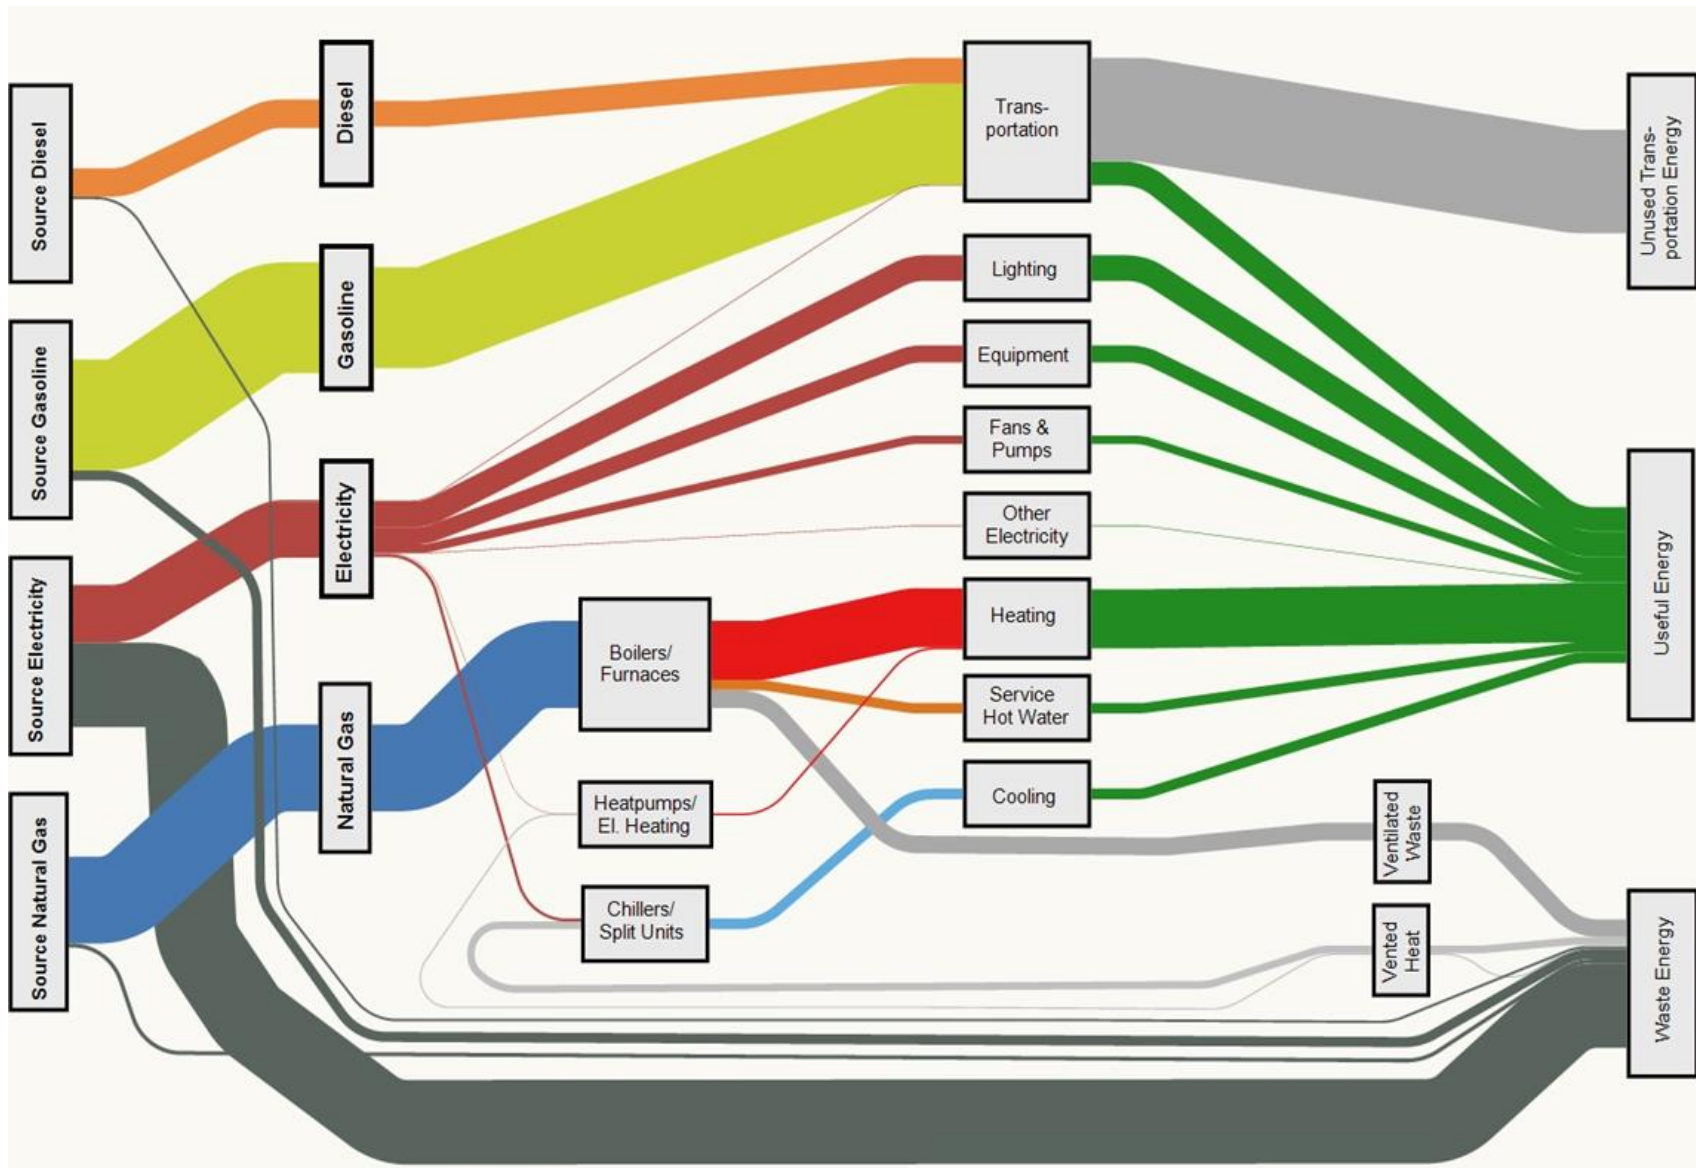 Source Diesel
Source Gasoline
Source Electricity
Source Natural Gas
Diesel
Gasoline
Electricity
Natural Gas
Boilers/
Furnaces
Heatpumps/
El. Heating
Chillers/
Split Units
Trans-
portation
Lighting
Equipment
Fans &
Pumps
Other
Electricity
Heating
Service
Hot Water
Cooling
Ventilated
Waste
Vented
Heat
Unused Trans-
portation Energy
Useful Energy
Waste Energy